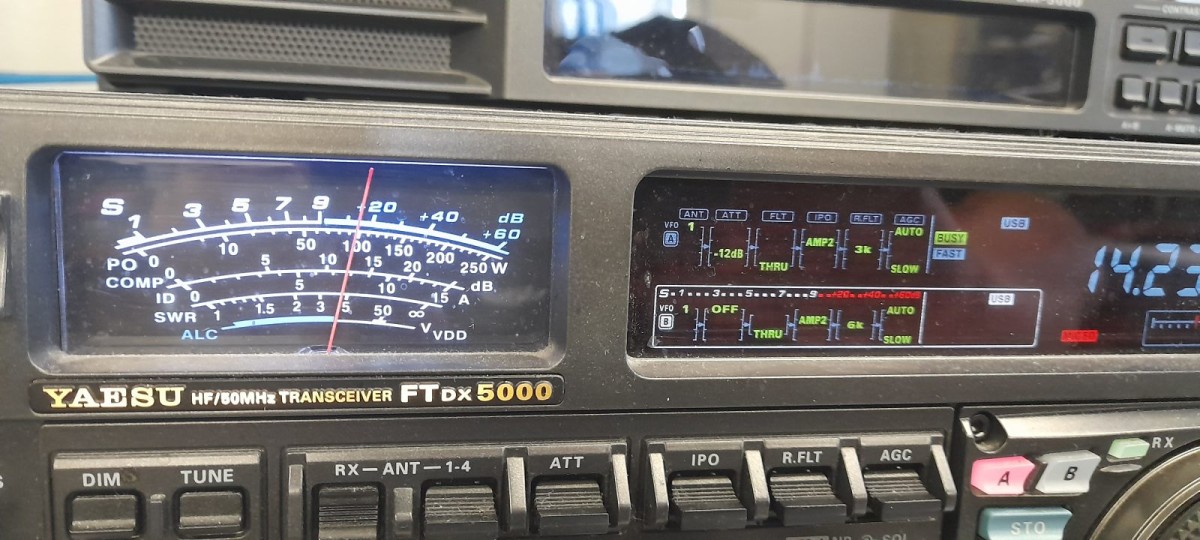 S 1 3 5 7 9 +20 +40 +60 dB
PO 0 10 50 100 150 200 250 W
COMP 0 5 10 15 20 dB
ID 0 5 10 15 A
SWR 1 1.5 2 3 5 50 ∞
ALC V VDD
YAESU HF/50MHz TRANSCEIVER FTDX 5000
ANT ATT FLT IPO R.FLT AGC
VFO A 1 -12dB THRU AMP2 3k AUTO SLOW
BUSY
FAST
USB
14.23
S 1 3 5 7 9 +20 +40 +60dB
VFO B 1 OFF THRU AMP2 6k AUTO SLOW
USB
DIM TUNE RX-ANT-1-4 ATT IPO R.FLT AGC
A B RX
STO